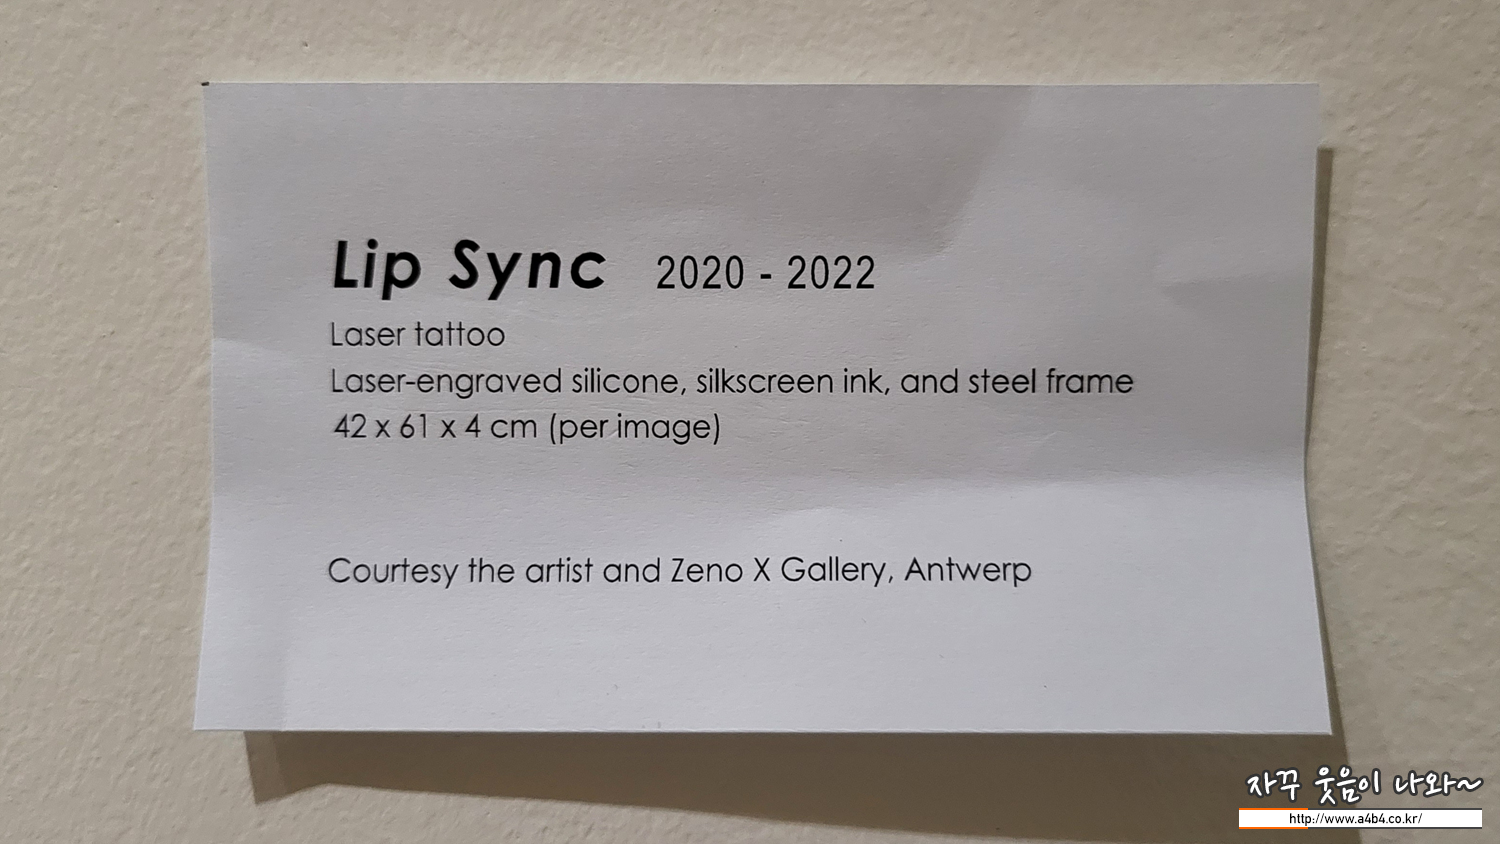 Lip Sync 2020 - 2022
Laser tattoo
Laser-engraved silicone, silkscreen ink, and steel frame
42 x 61 x 4 cm (per image)
Courtesy the artist and Zeno X Gallery, Antwerp
자꾸 웃음이 나와~
http://www.a4b4.co.kr/